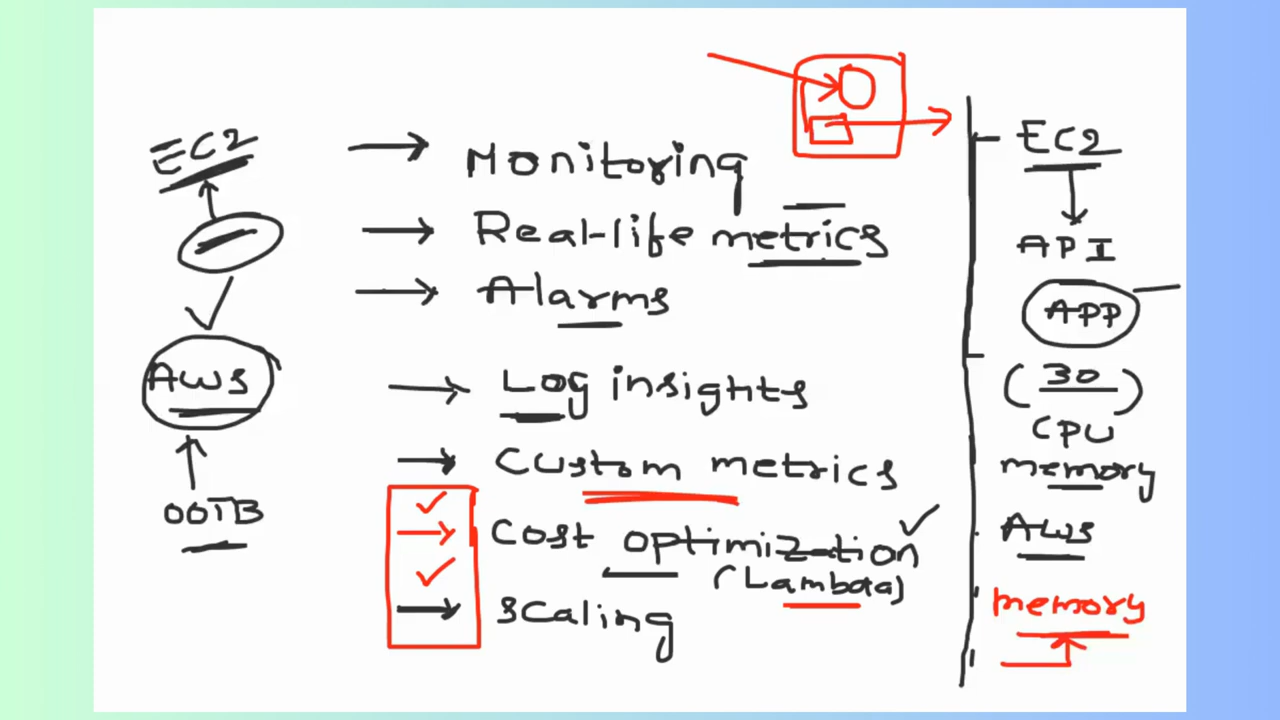 EC2
AWS
OOTB
Monitoring
Real-life metrics
Alarms
Log insights
Custom metrics
Cost optimization
(Lambda)
Scaling
EC2
API
APP
(30)
CPU
memory
AWS
memory